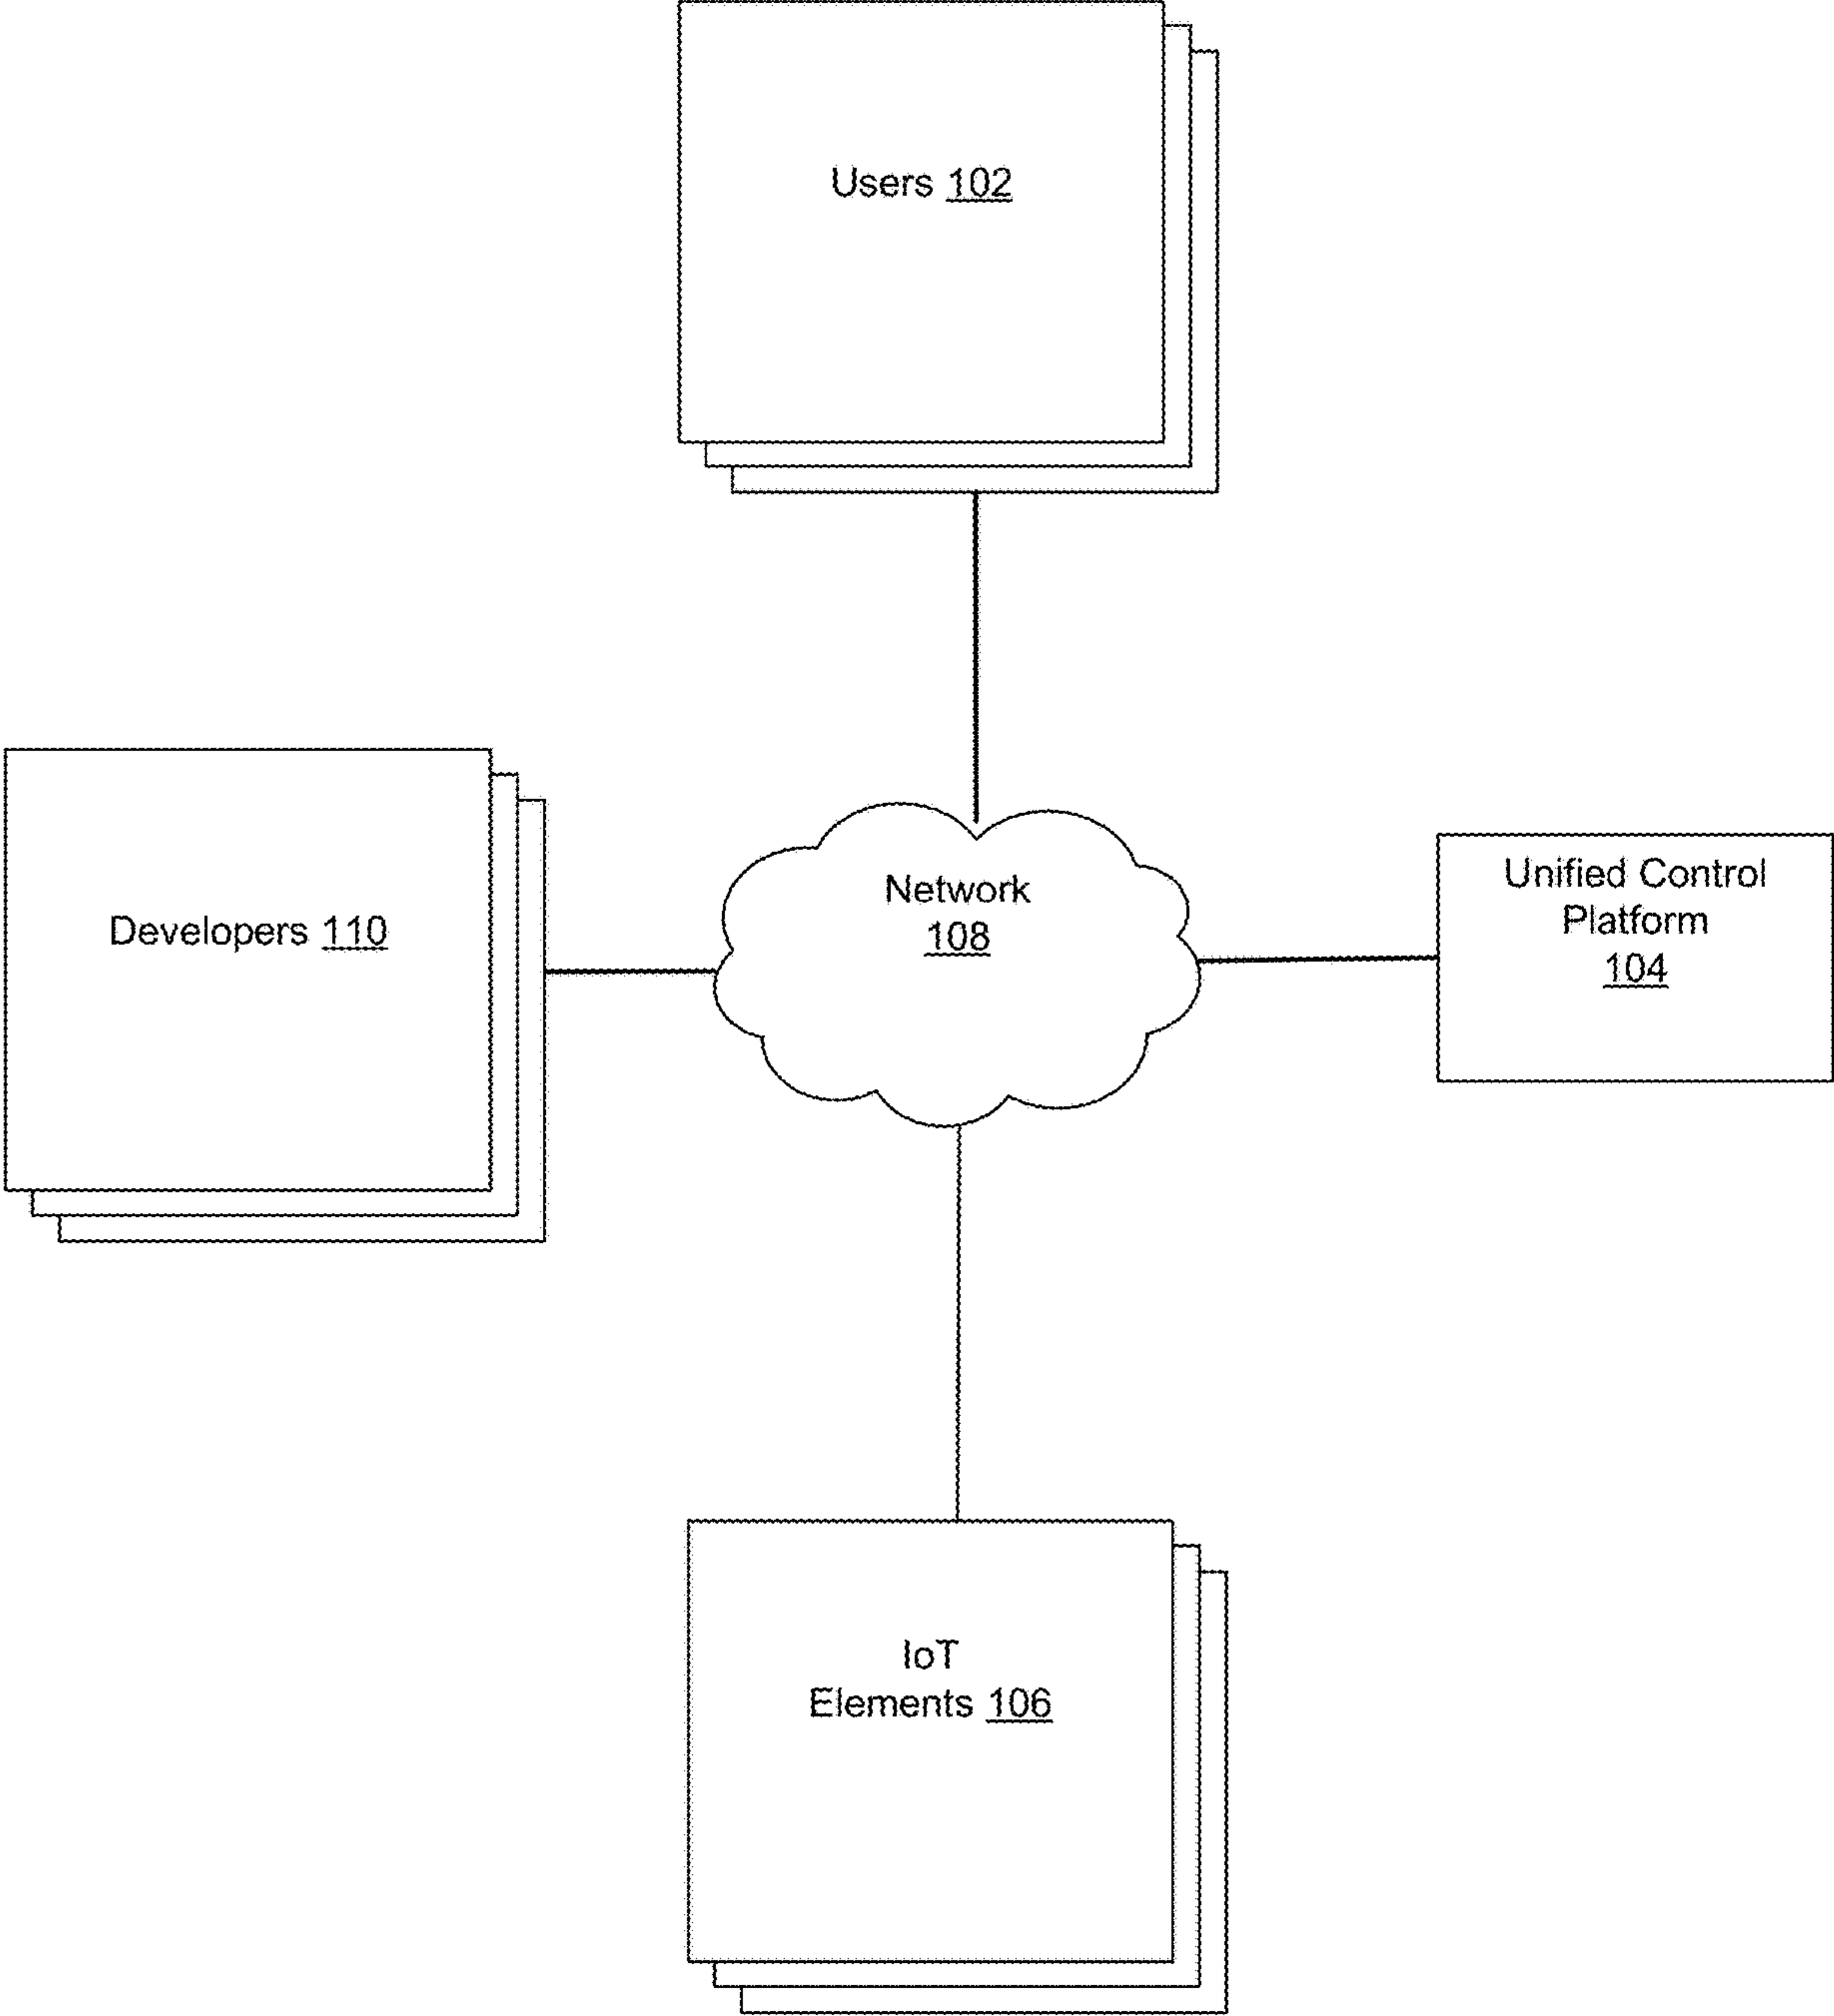 Users 102
Developers 110
Network
108
Unified Control
Platform
104
IoT
Elements 106